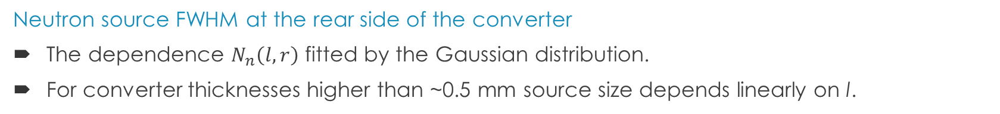 Neutron source FWHM at the rear side of the converter
The dependence Nₙ(l, r) fitted by the Gaussian distribution.
For converter thicknesses higher than ~0.5 mm source size depends linearly on l.